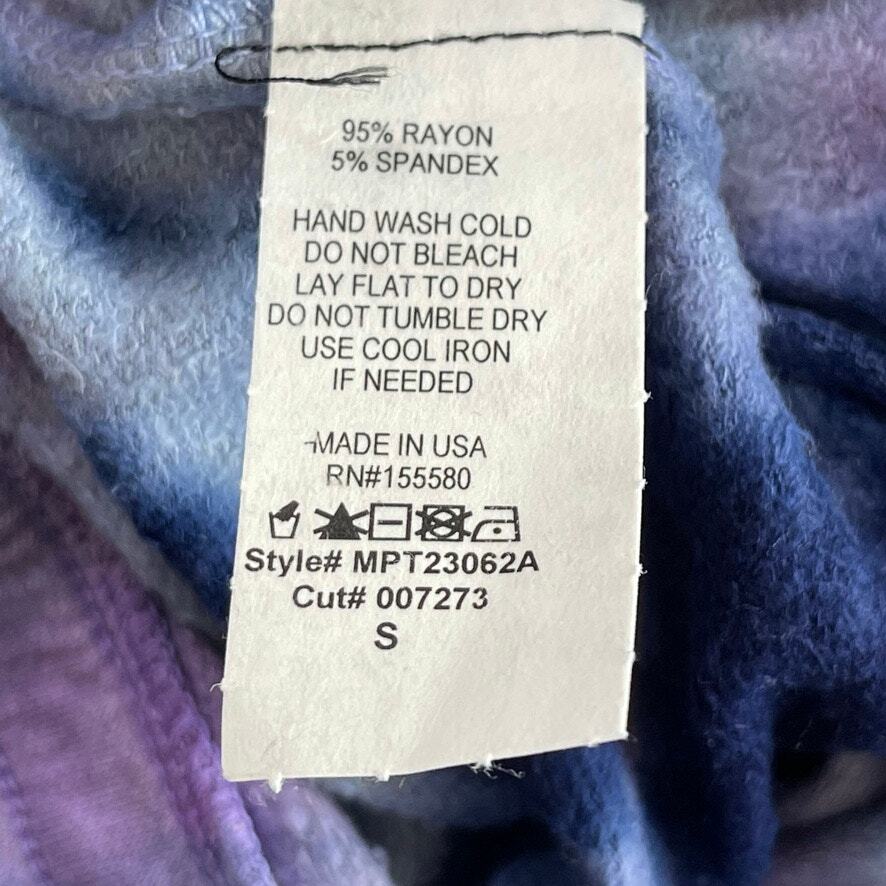 95% RAYON
5% SPANDEX
HAND WASH COLD
DO NOT BLEACH
LAY FLAT TO DRY
DO NOT TUMBLE DRY
USE COOL IRON
IF NEEDED
MADE IN USA
RN#155580
Style# MPT23062A
Cut# 007273
S